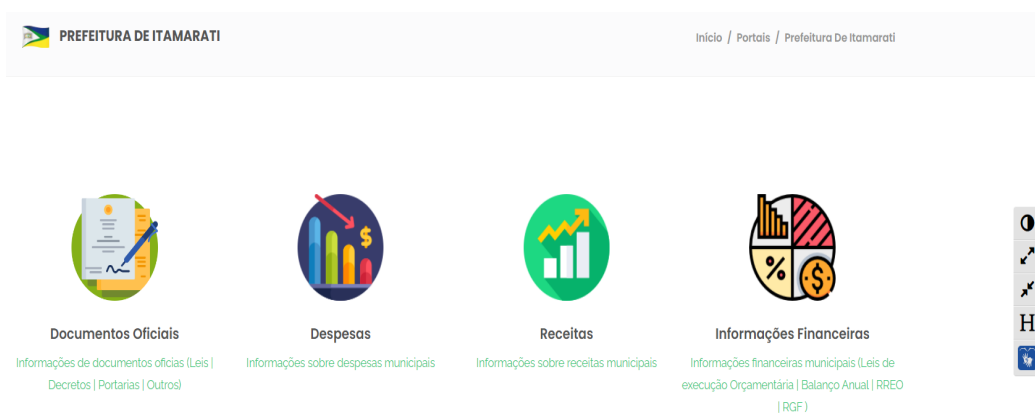 PREFEITURA DE ITAMARATI
Início / Portais / Prefeitura De Itamarati
$
% $
H
Documentos Oficiais
Informações de documentos oficias (Leis |
Decretos | Portarias | Outros)
Despesas
Informações sobre despesas municipais
Receitas
Informações sobre receitas municipais
Informações Financeiras
Informações financeiras municipais (Leis de
execução Orçamentária | Balanço Anual | RREO
| RGF )